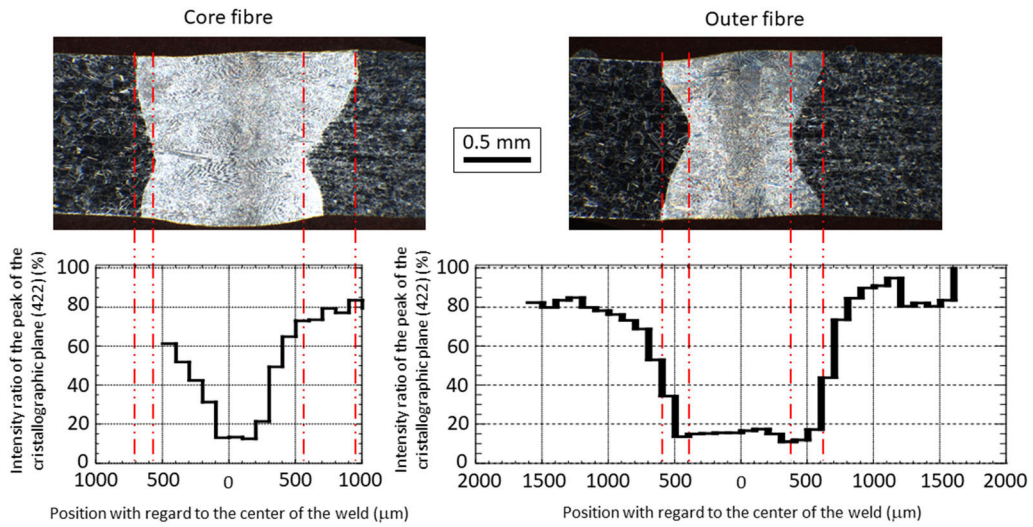 Core fibre
Outer fibre
0.5 mm
Intensity ratio of the peak of the
cristallographic plane (422) (%)
100
80
60
40
20
0
1000
500
0
500
1000
Position with regard to the center of the weld (μm)
Intensity ratio of the peak of the
cristallographic plane (422) (%)
100
80
60
40
20
0
2000
1500
1000
500
0
500
1000
1500
2000
Position with regard to the center of the weld (μm)